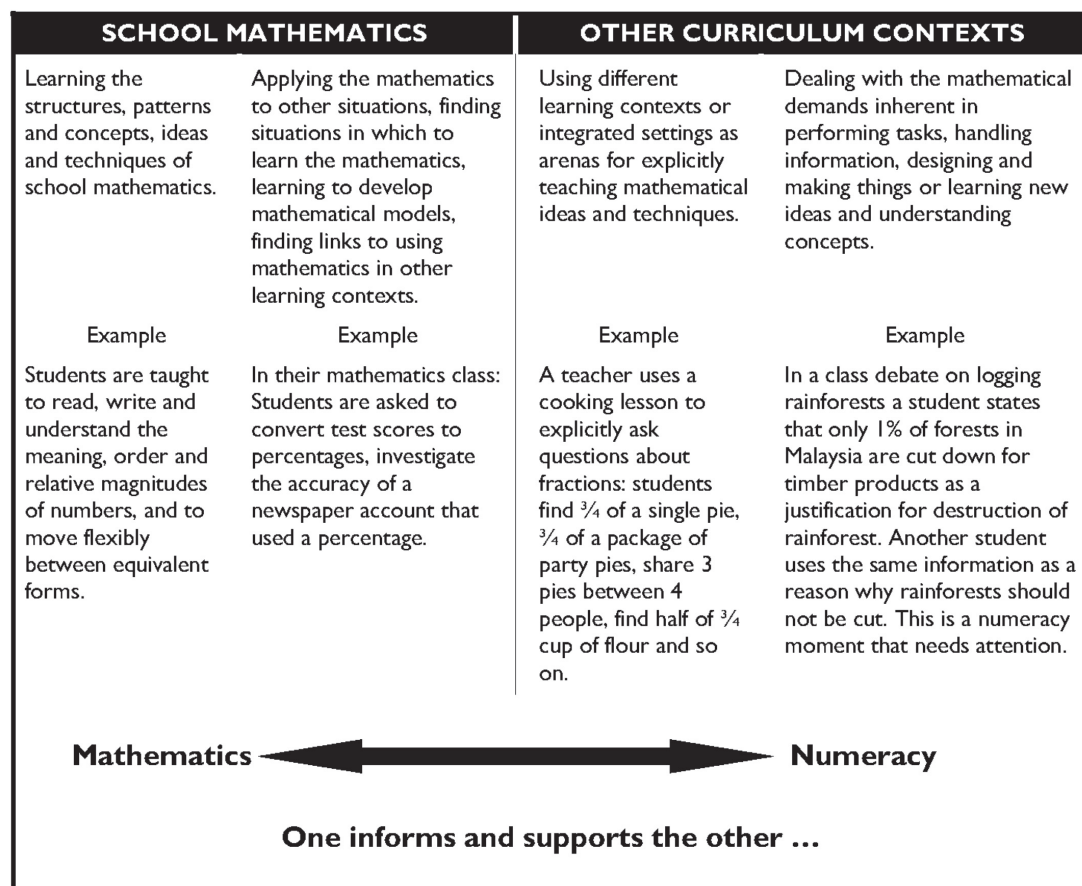 SCHOOL MATHEMATICS
OTHER CURRICULUM CONTEXTS
Learning the
structures, patterns
and concepts, ideas
and techniques of
school mathematics.
Applying the mathematics
to other situations, finding
situations in which to
learn the mathematics,
learning to develop
mathematical models,
finding links to using
mathematics in other
learning contexts.
Using different
learning contexts or
integrated settings as
arenas for explicitly
teaching mathematical
ideas and techniques.
Dealing with the mathematical
demands inherent in
performing tasks, handling
information, designing and
making things or learning new
ideas and understanding
concepts.
Example
Students are taught
to read, write and
understand the
meaning, order and
relative magnitudes
of numbers, and to
move flexibly
between equivalent
forms.
Example
In their mathematics class:
Students are asked to
convert test scores to
percentages, investigate
the accuracy of a
newspaper account that
used a percentage.
Example
A teacher uses a
cooking lesson to
explicitly ask
questions about
fractions: students
find ¾ of a single pie,
¾ of a package of
party pies, share 3
pies between 4
people, find half of ¾
cup of flour and so
on.
Example
In a class debate on logging
rainforests a student states
that only 1% of forests in
Malaysia are cut down for
timber products as a
justification for destruction of
rainforest. Another student
uses the same information as a
reason why rainforests should
not be cut. This is a numeracy
moment that needs attention.
Mathematics
Numeracy
One informs and supports the other ...